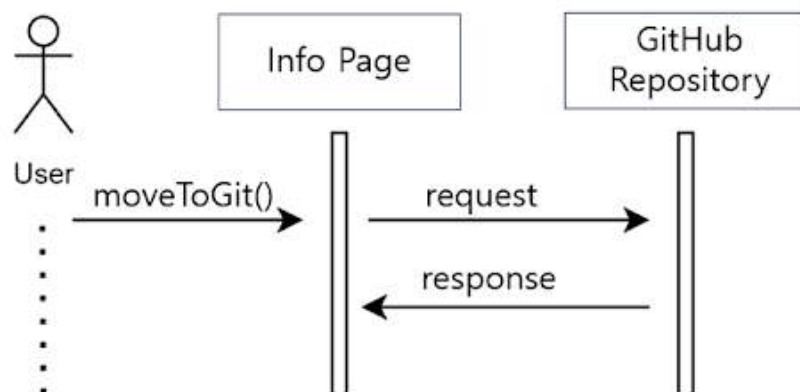 Info Page
GitHub
Repository
User
moveToGit()
request
response